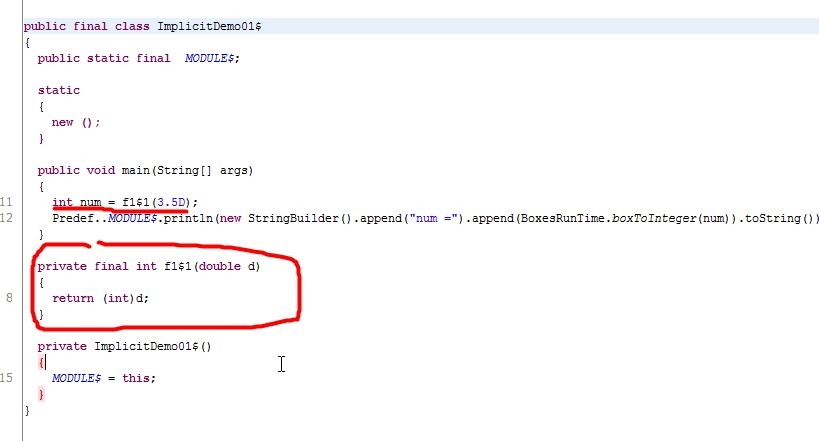 public final class ImplicitDemo01$
{
public static final MODULE$;
static
{
new ();
}
public void main(String[] args)
{
11 int num = f1$1(3.5D);
12 Predef..MODULE$.println(new StringBuilder().append("num =").append(BoxesRunTime.boxToInteger(num)).toString())
}
private final int f1$1(double d)
{
8 return (int)d;
}
private ImplicitDemo01$()
{
15 MODULE$ = this;
}
}